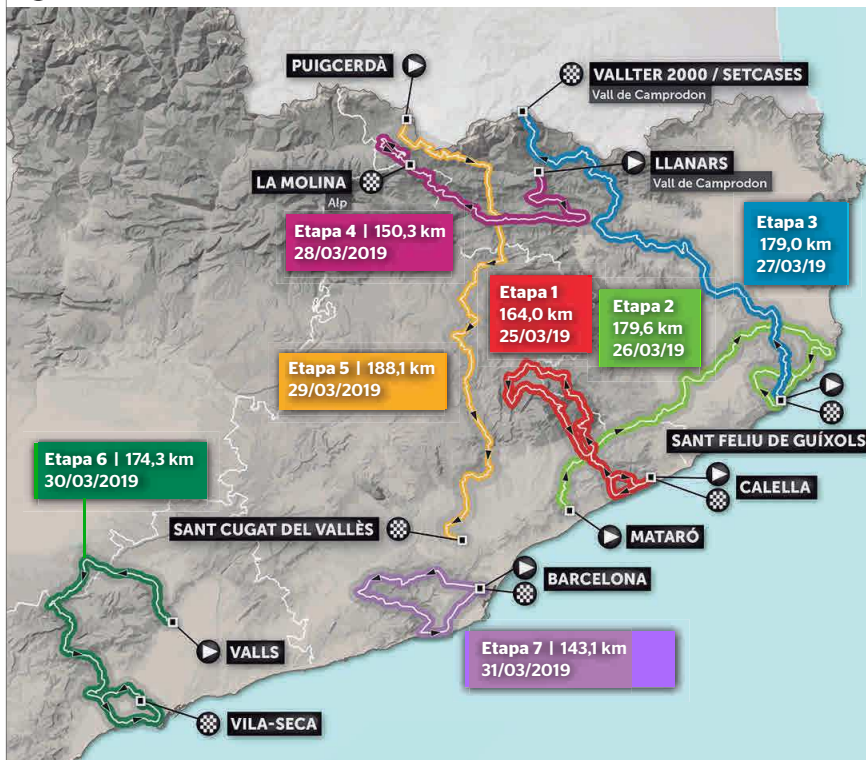 PUIGCERDÀ
VALLTER 2000 / SETCASES
Vall de Camprodon
LLANARS
Vall de Camprodon
LA MOLINA
Alp
Etapa 4 | 150,3 km
28/03/2019
Etapa 3
179,0 km
27/03/19
Etapa 1
164,0 km
25/03/19
Etapa 2
179,6 km
26/03/19
Etapa 5 | 188,1 km
29/03/2019
SANT FELIU DE GUÍXOLS
Etapa 6 | 174,3 km
30/03/2019
CALELLA
SANT CUGAT DEL VALLÈS
MATARÓ
BARCELONA
VALLS
Etapa 7 | 143,1 km
31/03/2019
VILA-SECA